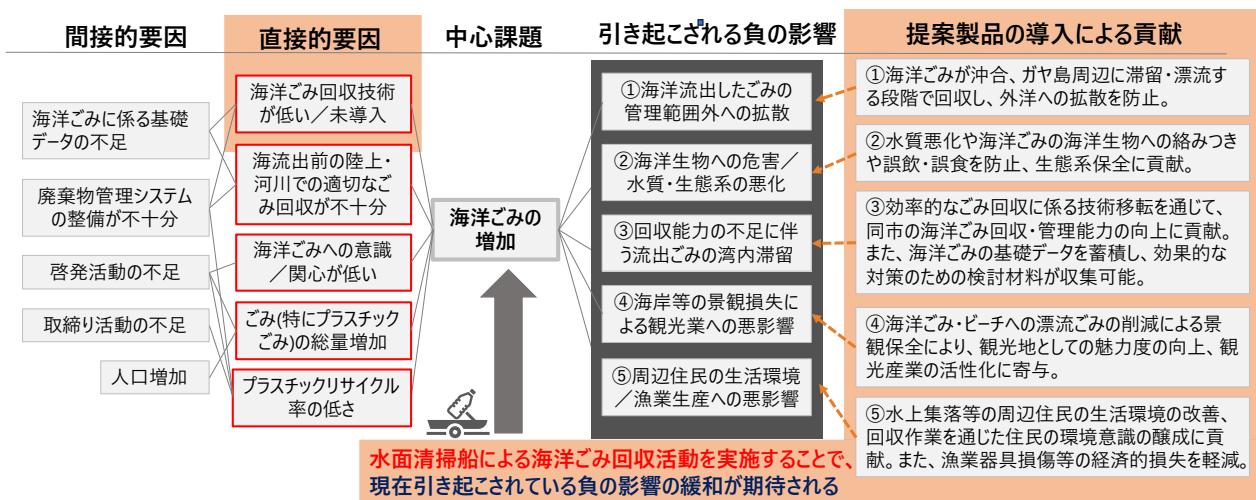 間接的要因
直接的要因
中心課題
引き起こされる負の影響
提案製品の導入による貢献
海洋ごみに係る基礎
データの不足
廃棄物管理システム
の整備が不十分
啓発活動の不足
取締り活動の不足
人口増加
海洋ごみ回収技術
が低い／未導入
海流出前の陸上・
河川での適切なご
み回収が不十分
海洋ごみへの意識
／関心が低い
ごみ(特にプラスチック
ごみ)の総量増加
プラスチックリサイクル
率の低さ
海洋ごみの
増加
①海洋流出したごみの
管理範囲外への拡散
②海洋生物への危害／
水質・生態系の悪化
③回収能力の不足に伴
う流出ごみの湾内滞留
④海岸等の景観損失に
よる観光業への悪影響
⑤周辺住民の生活環境
／漁業生産への悪影響
①海洋ごみが沖合、ガヤ島周辺に滞留・漂流す
る段階で回収し、外洋への拡散を防止。
②水質悪化や海洋ごみの海洋生物への絡みつき
や誤飲・誤食を防止、生態系保全に貢献。
③効率的なごみ回収に係る技術移転を通じて、
同市の海洋ごみ回収・管理能力の向上に貢献。
また、海洋ごみの基礎データを蓄積し、効果的な
対策のための検討材料が収集可能。
④海洋ごみ・ビーチへの漂流ごみの削減による景
観保全により、観光地としての魅力度の向上、観
光産業の活性化に寄与。
⑤水上集落等の周辺住民の生活環境の改善、
回収作業を通じた住民の環境意識の醸成に貢
献。また、漁業器具損傷等の経済的損失を軽減。
水面清掃船による海洋ごみ回収活動を実施することで、
現在引き起こされている負の影響の緩和が期待される